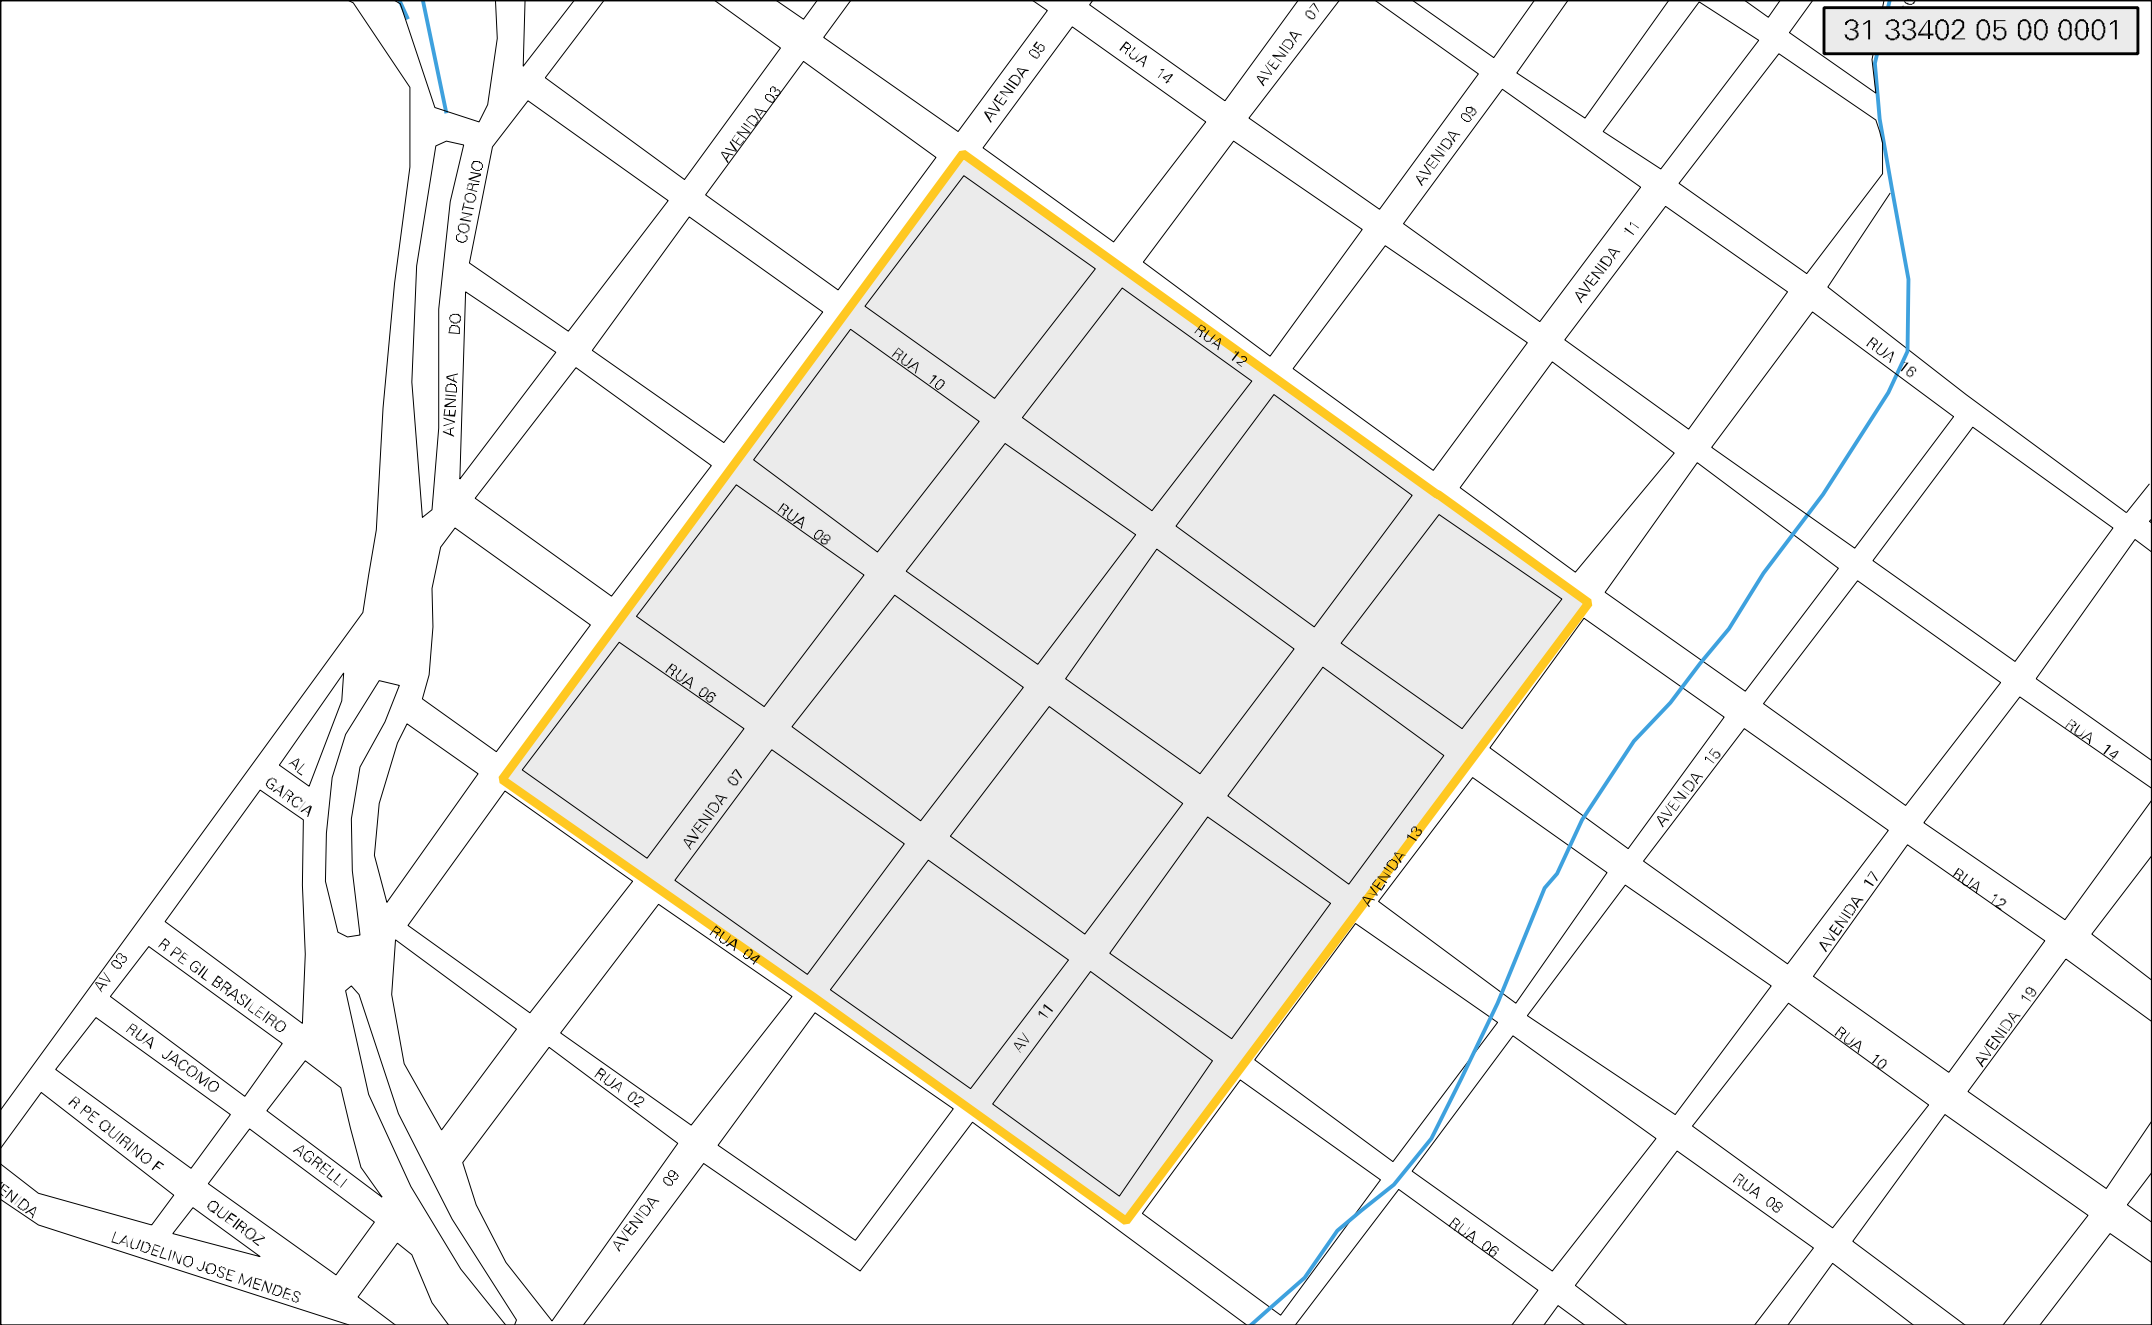 31 33402 05 00 0001
AVENIDA 07
RUA 14
AVENIDA 05
AVENIDA 03
AVENIDA 09
AVENIDA 11
AVENIDA DO CONTORNO
RUA 12
RUA 16
RUA 10
RUA 08
RUA 06
RUA 14
AVENIDA 15
AVENIDA 07
AVENIDA 13
AL
GARCIA
RUA 12
AVENIDA 17
RUA 04
AV 03
R PE GIL BRASILEIRO
AV 11
AVENIDA 19
RUA JACOMO
RUA 02
RUA 10
R PE QUIRINO F
AGRELLI
RUA 08
AVENIDA 09
QUEIROZ
ENIDA
LAUDELINO JOSE MENDES
RUA 06